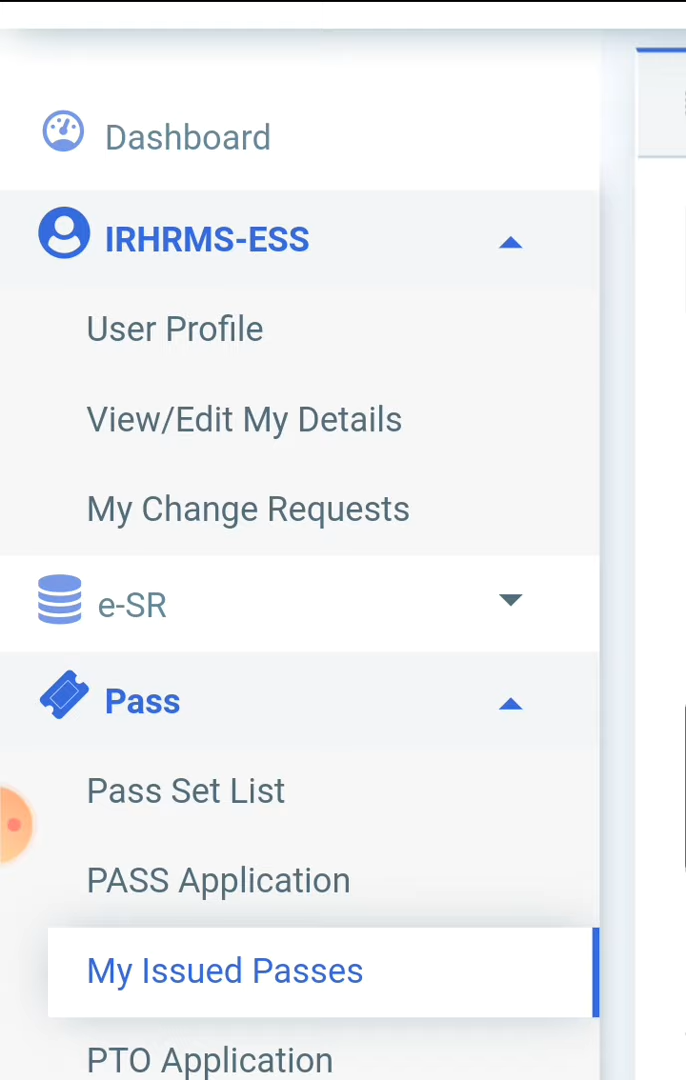 Dashboard
IRHRMS-ESS
User Profile
View/Edit My Details
My Change Requests
e-SR
Pass
Pass Set List
PASS Application
My Issued Passes
PTO Application